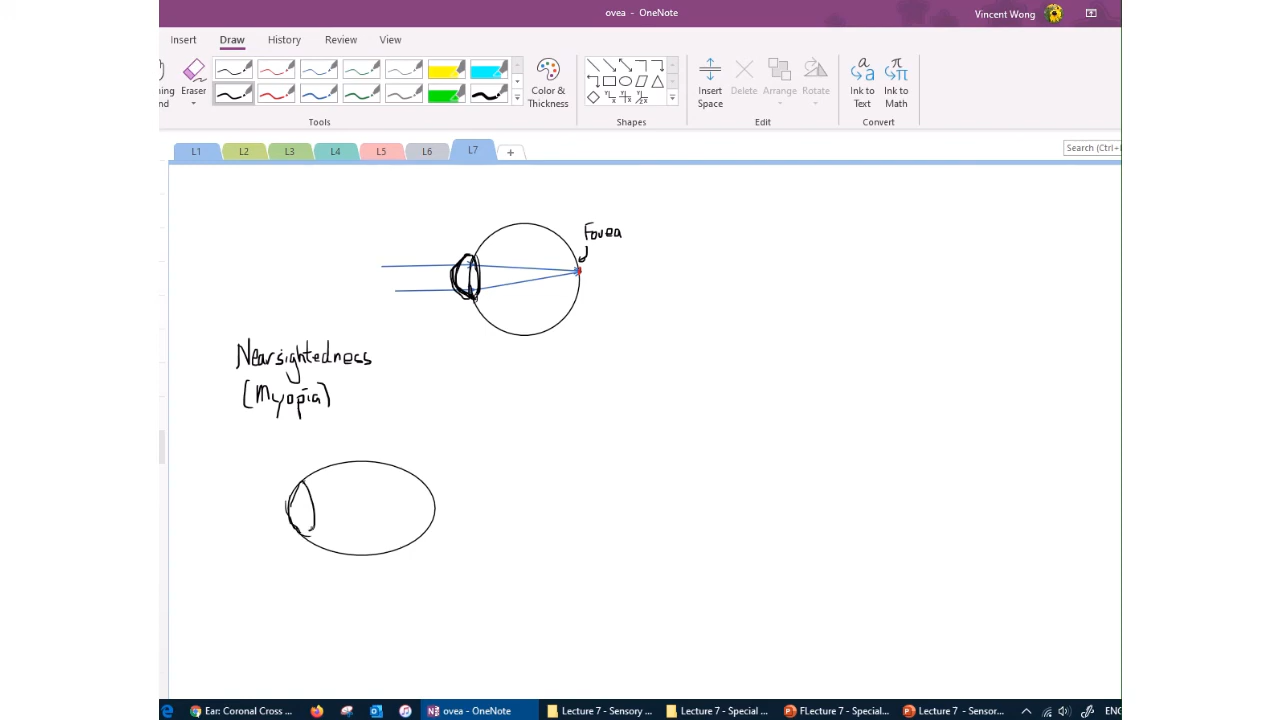 ovea - OneNote
Vincent Wong
Insert Draw History Review View
Eraser
Color &
Thickness
Insert
Space
Delete Arrange Rotate
Ink to
Text
Ink to
Math
Tools Shapes Edit Convert
L1 L2 L3 L4 L5 L6 L7 +
Search (Ctrl+
Fovea
Nearsightedness
(Myopia)
Ear: Coronal Cross ... ovea - OneNote Lecture 7 - Sensory ... Lecture 7 - Special ... FLecture 7 - Special... Lecture 7 - Sensor... ENG